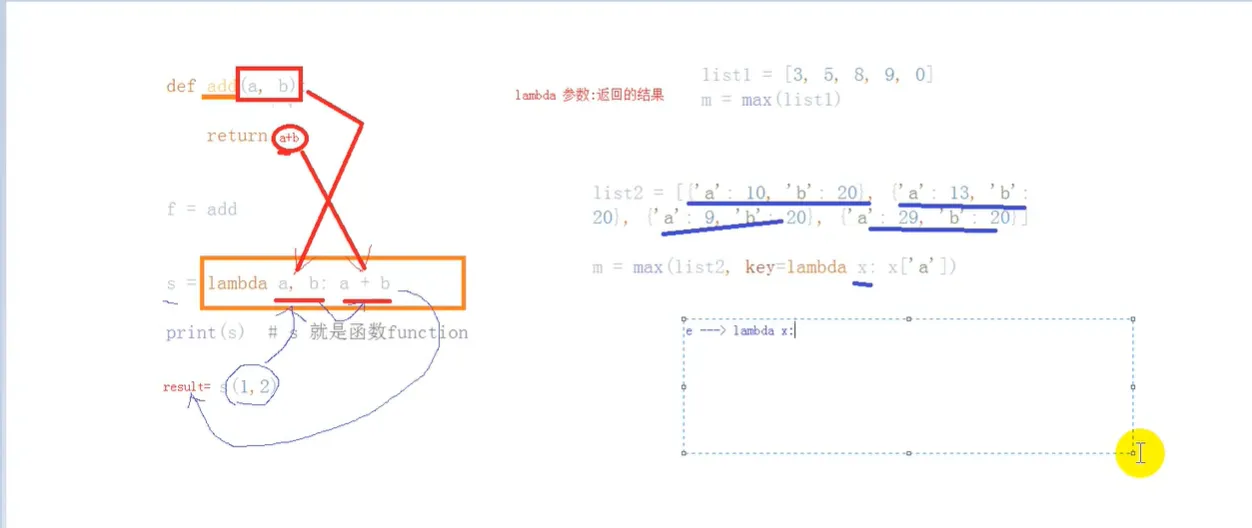 def add(a, b):
return a+b
f = add
s = lambda a, b: a + b
print(s)  # s 就是函数function
result= s(1,2)
lambda 参数:返回的结果
list1 = [3, 5, 8, 9, 0]
m = max(list1)
list2 = [{'a': 10, 'b': 20}, {'a': 13, 'b':
20}, {'a': 9, 'b': 20}, {'a': 29, 'b': 20}]
m = max(list2, key=lambda x: x['a'])
e ---> lambda x: